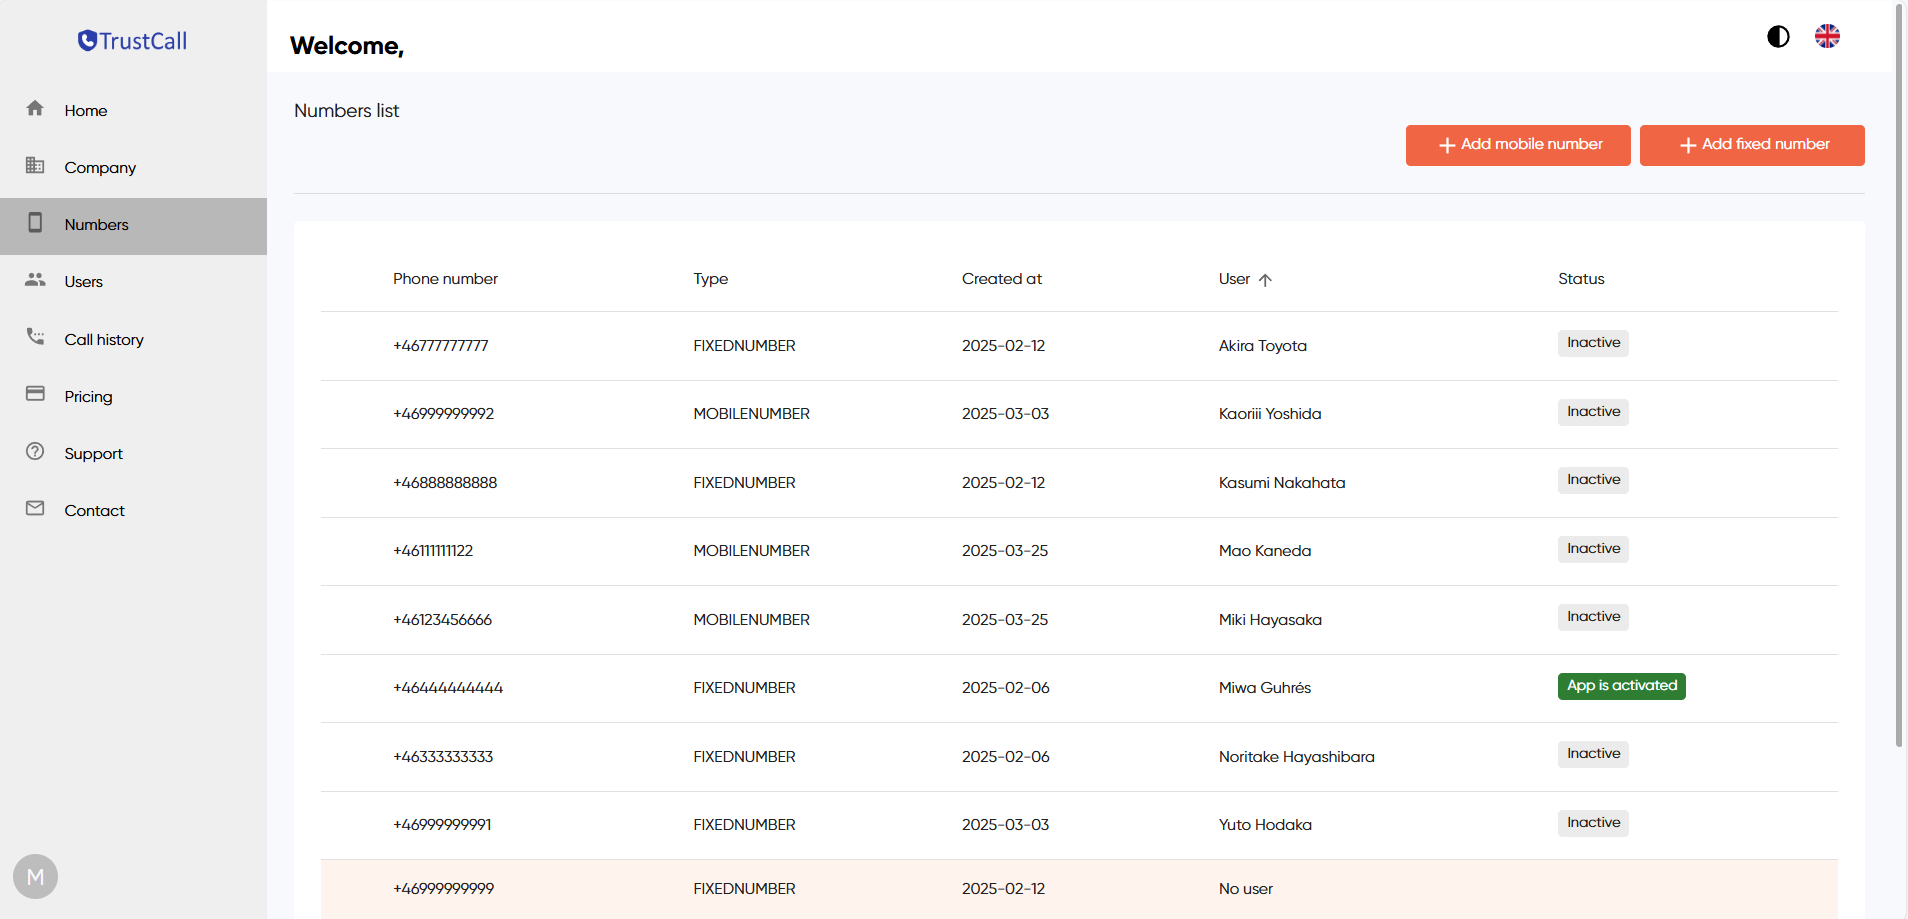 TrustCall
Welcome,
Home
Company
Numbers
Users
Call history
Pricing
Support
Contact
M
Numbers list
Add mobile number
Add fixed number
Phone number Type Created at User Status
+46777777777 FIXEDNUMBER 2025-02-12 Akira Toyota Inactive
+46999999992 MOBILENUMBER 2025-03-03 Kaoriii Yoshida Inactive
+46888888888 FIXEDNUMBER 2025-02-12 Kasumi Nakahata Inactive
+46111111122 MOBILENUMBER 2025-03-25 Mao Kaneda Inactive
+46123456666 MOBILENUMBER 2025-03-25 Miki Hayasaka Inactive
+46444444444 FIXEDNUMBER 2025-02-06 Miwa Guhrés App is activated
+46333333333 FIXEDNUMBER 2025-02-06 Noritake Hayashibara Inactive
+46999999991 FIXEDNUMBER 2025-03-03 Yuto Hodaka Inactive
+46999999999 FIXEDNUMBER 2025-02-12 No user